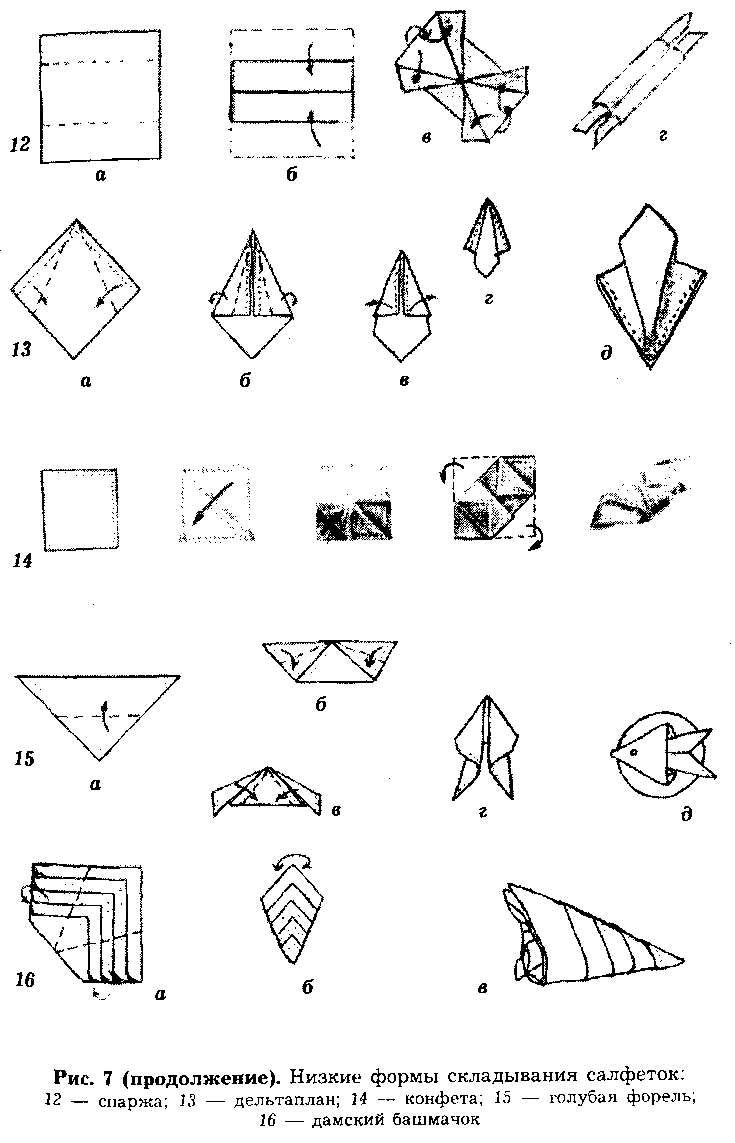 12
а
б
в
г
13
а
б
в
г
д
14
15
а
б
в
г
д
16
а
б
в
Рис. 7 (продолжение). Низкие формы складывания салфеток:
12 — спаржа; 13 — дельтаплан; 14 — конфета; 15 — голубая форель;
16 — дамский башмачок